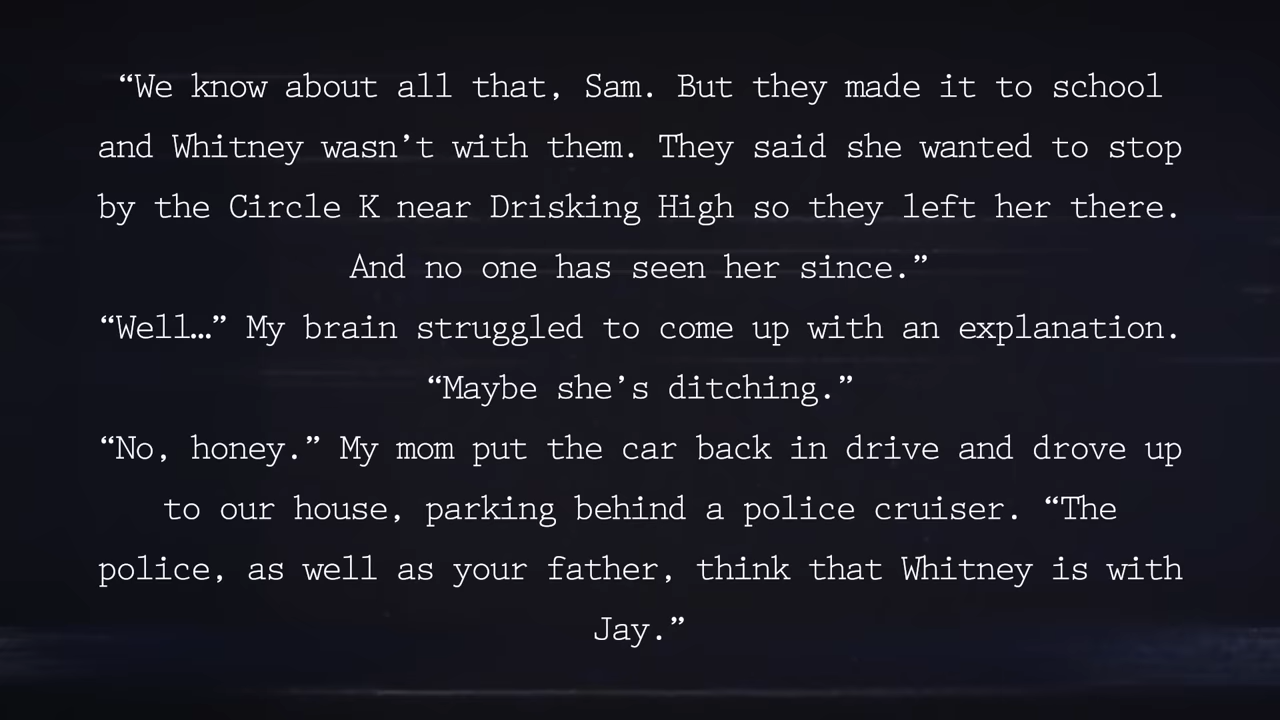 “We know about all that, Sam. But they made it to school
and Whitney wasn’t with them. They said she wanted to stop
by the Circle K near Drisking High so they left her there.
And no one has seen her since.”
“Well…” My brain struggled to come up with an explanation.
“Maybe she’s ditching.”
“No, honey.” My mom put the car back in drive and drove up
to our house, parking behind a police cruiser. “The
police, as well as your father, think that Whitney is with
Jay.”